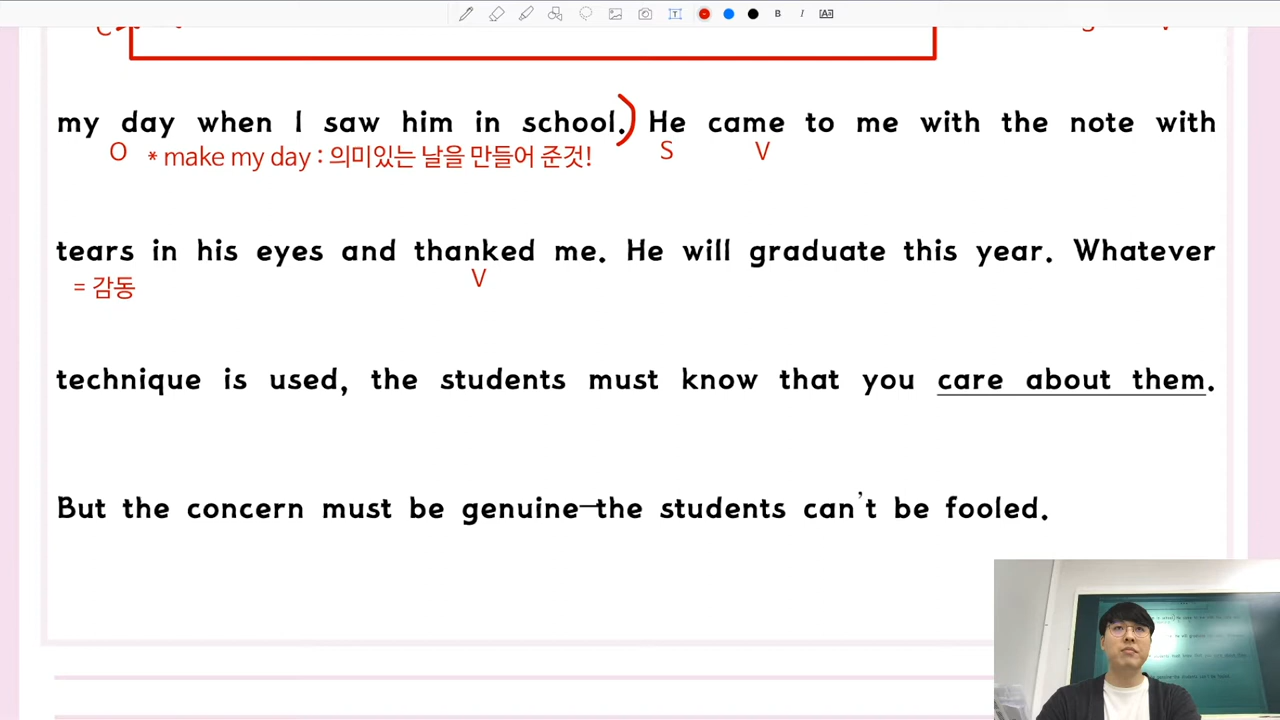 B I A
my day when I saw him in school.) He came to me with the note with
O * make my day : 의미있는 날을 만들어 준것! S V
tears in his eyes and thanked me. He will graduate this year. Whatever
= 감동 V
technique is used, the students must know that you care about them.
But the concern must be genuine—the students can't be fooled.